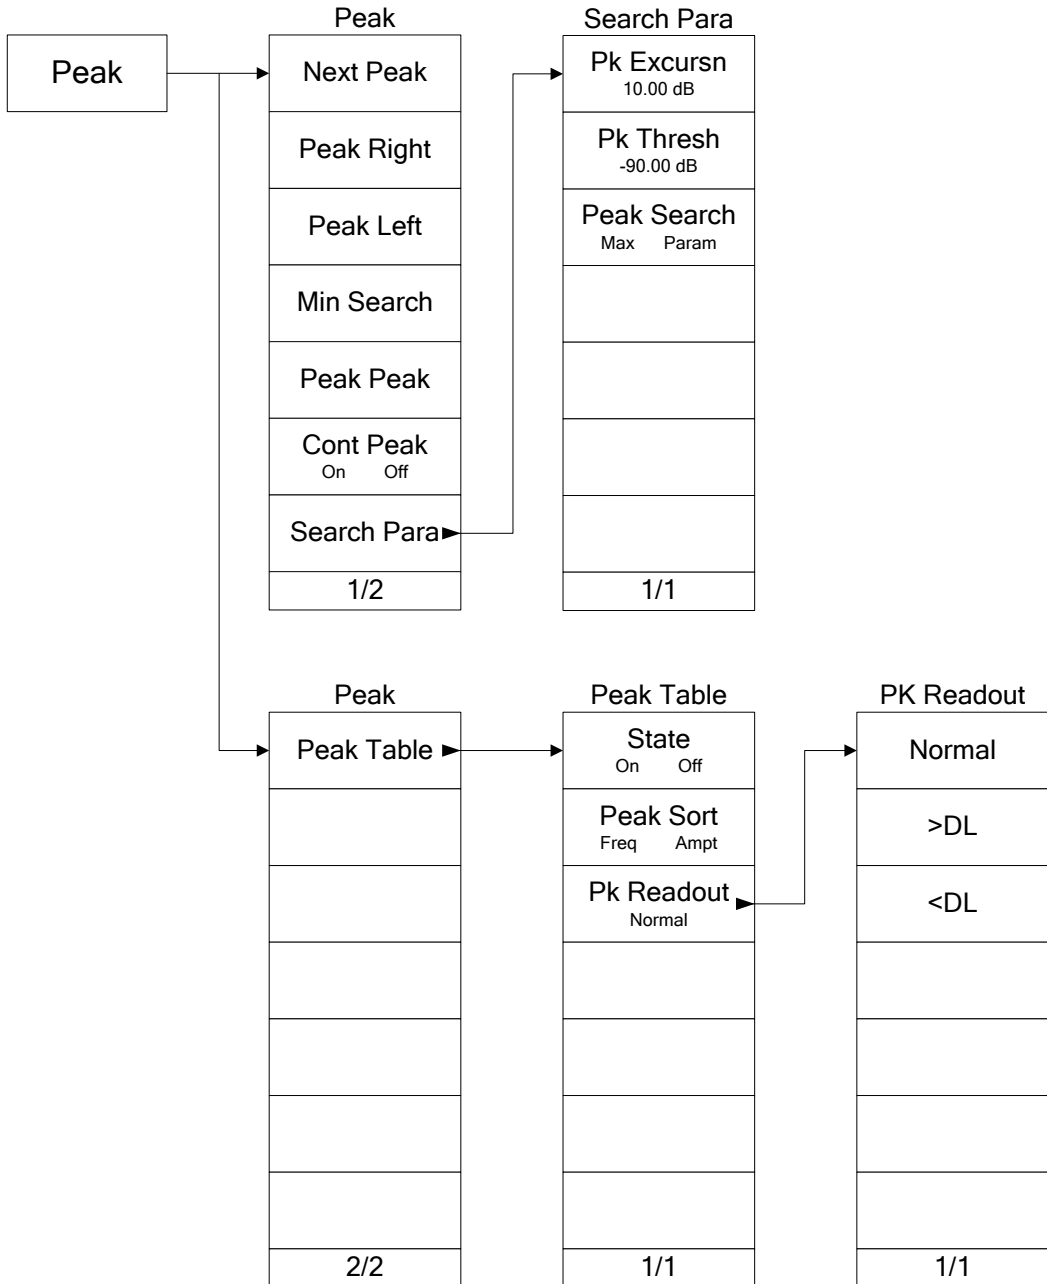 Peak
Peak
Next Peak
Peak Right
Peak Left
Min Search
Peak Peak
Cont Peak
On Off
Search Para
1/2
Search Para
Pk Excursn
10.00 dB
Pk Thresh
-90.00 dB
Peak Search
Max Param
1/1
Peak
Peak Table
2/2
Peak Table
State
On Off
Peak Sort
Freq Ampt
Pk Readout
Normal
1/1
PK Readout
Normal
>DL
<DL
1/1